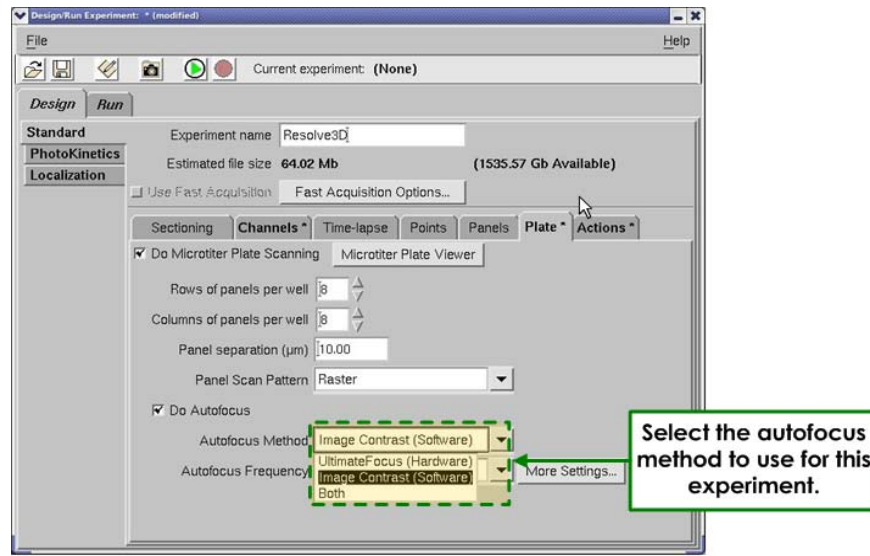 Design/Run Experiment: * (modified)
File Help
Current experiment: (None)
Design Run
Standard
PhotoKinetics
Localization
Experiment name Resolve3D
Estimated file size 64.02 Mb (1535.57 Gb Available)
Use Fast Acquisition Fast Acquisition Options...
Sectioning Channels * Time-lapse Points Panels Plate * Actions *
Do Microtiter Plate Scanning Microtiter Plate Viewer
Rows of panels per well 8
Columns of panels per well 8
Panel separation (µm) 10.00
Panel Scan Pattern Raster
Do Autofocus
Autofocus Method Image Contrast (Software)
Autofocus Frequency More Settings...
UltimateFocus (Hardware)
Image Contrast (Software)
Both
Select the autofocus
method to use for this
experiment.